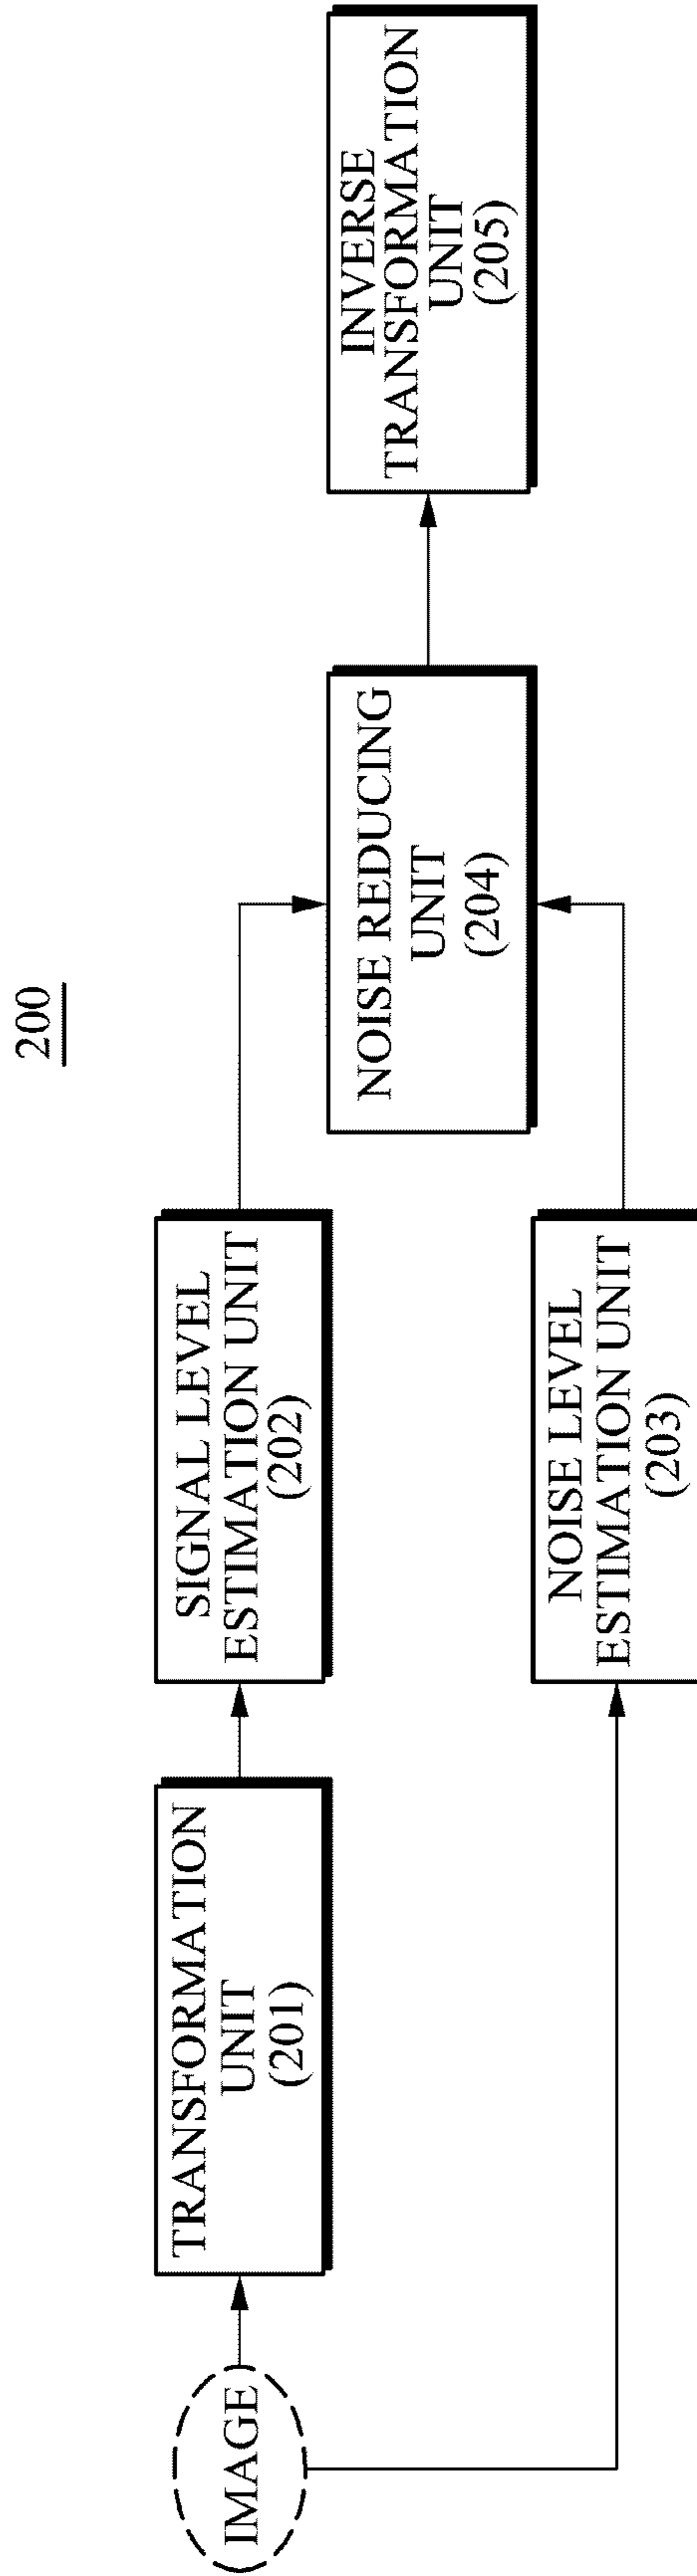 200
IMAGE
TRANSFORMATION
UNIT
(201)
SIGNAL LEVEL
ESTIMATION UNIT
(202)
NOISE LEVEL
ESTIMATION UNIT
(203)
NOISE REDUCING
UNIT
(204)
INVERSE
TRANSFORMATION
UNIT
(205)